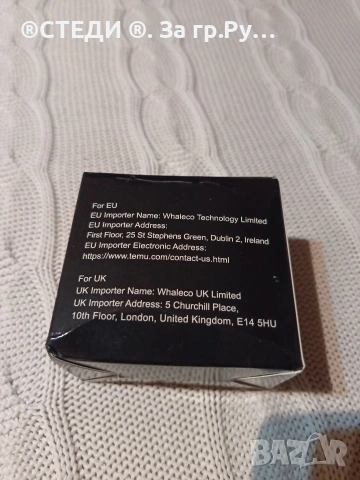 ®СТЕДИ ®. За гр.Ру...
For EU
EU Importer Name: Whaleco Technology Limited
EU Importer Address:
First Floor, 25 St Stephens Green, Dublin 2, Ireland
EU Importer Electronic Address:
https://www.temu.com/contact-us.html
For UK
UK Importer Name: Whaleco UK Limited
UK Importer Address: 5 Churchill Place,
10th Floor, London, United Kingdom, E14 5HU
BAZAR